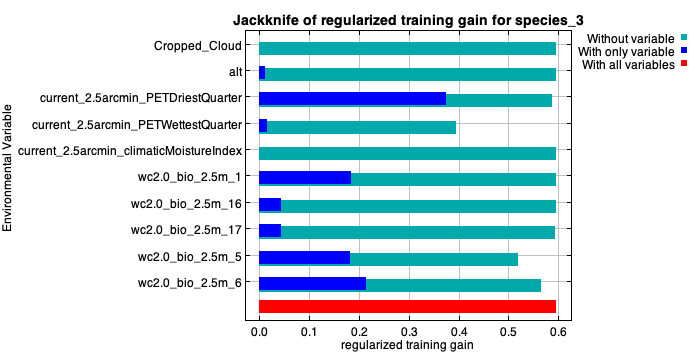 Jackknife of regularized training gain for species_3
Without variable
With only variable
With all variables
Environmental Variable
Cropped_Cloud
alt
current_2.5arcmin_PETDriestQuarter
current_2.5arcmin_PETWettestQuarter
current_2.5arcmin_climaticMoistureIndex
wc2.0_bio_2.5m_1
wc2.0_bio_2.5m_16
wc2.0_bio_2.5m_17
wc2.0_bio_2.5m_5
wc2.0_bio_2.5m_6
0.0 0.1 0.2 0.3 0.4 0.5 0.6
regularized training gain